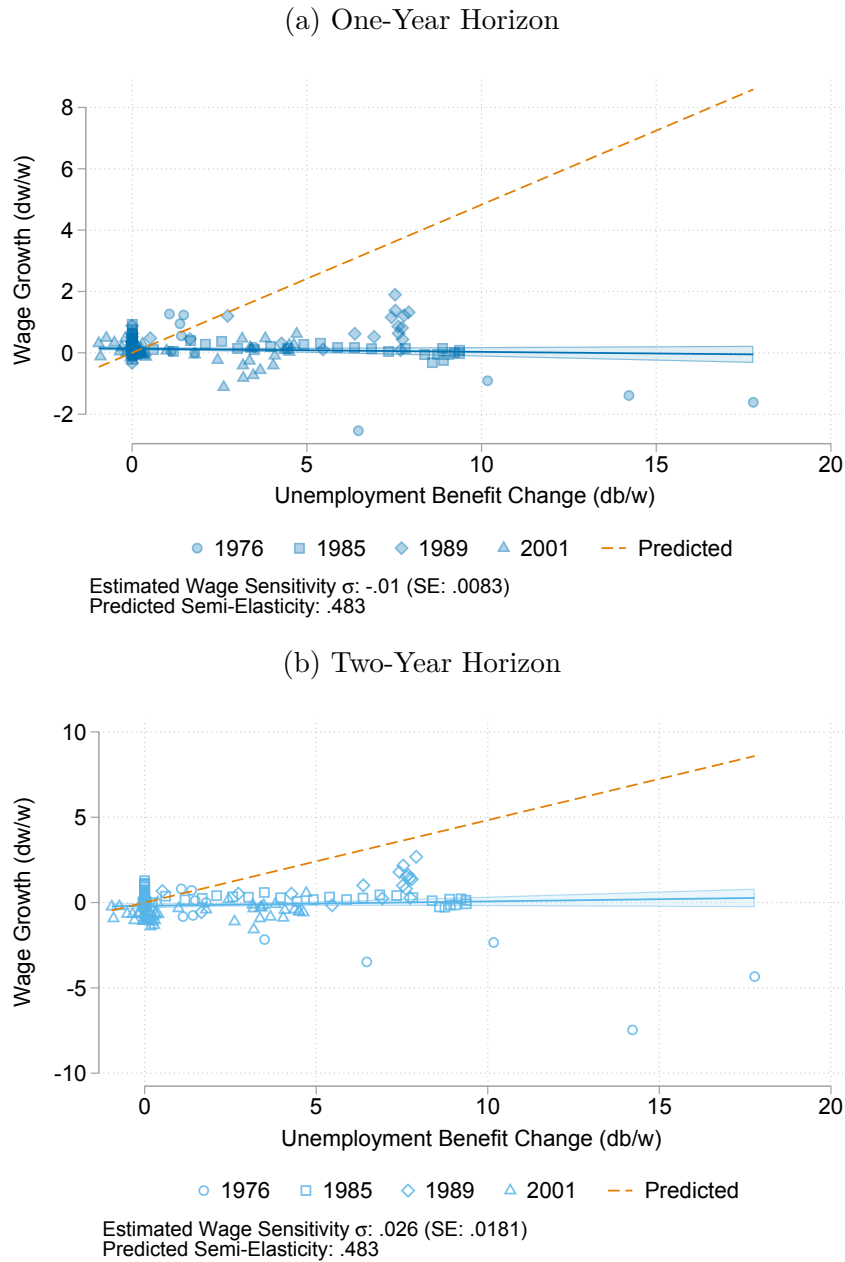 (a) One-Year Horizon
8
6
4
2
0
-2
Wage Growth (dw/w)
0 5 10 15 20
Unemployment Benefit Change (db/w)
1976 1985 1989 2001 Predicted
Estimated Wage Sensitivity σ: -.01 (SE: .0083)
Predicted Semi-Elasticity: .483
(b) Two-Year Horizon
10
5
0
-5
-10
Wage Growth (dw/w)
0 5 10 15 20
Unemployment Benefit Change (db/w)
1976 1985 1989 2001 Predicted
Estimated Wage Sensitivity σ: .026 (SE: .0181)
Predicted Semi-Elasticity: .483